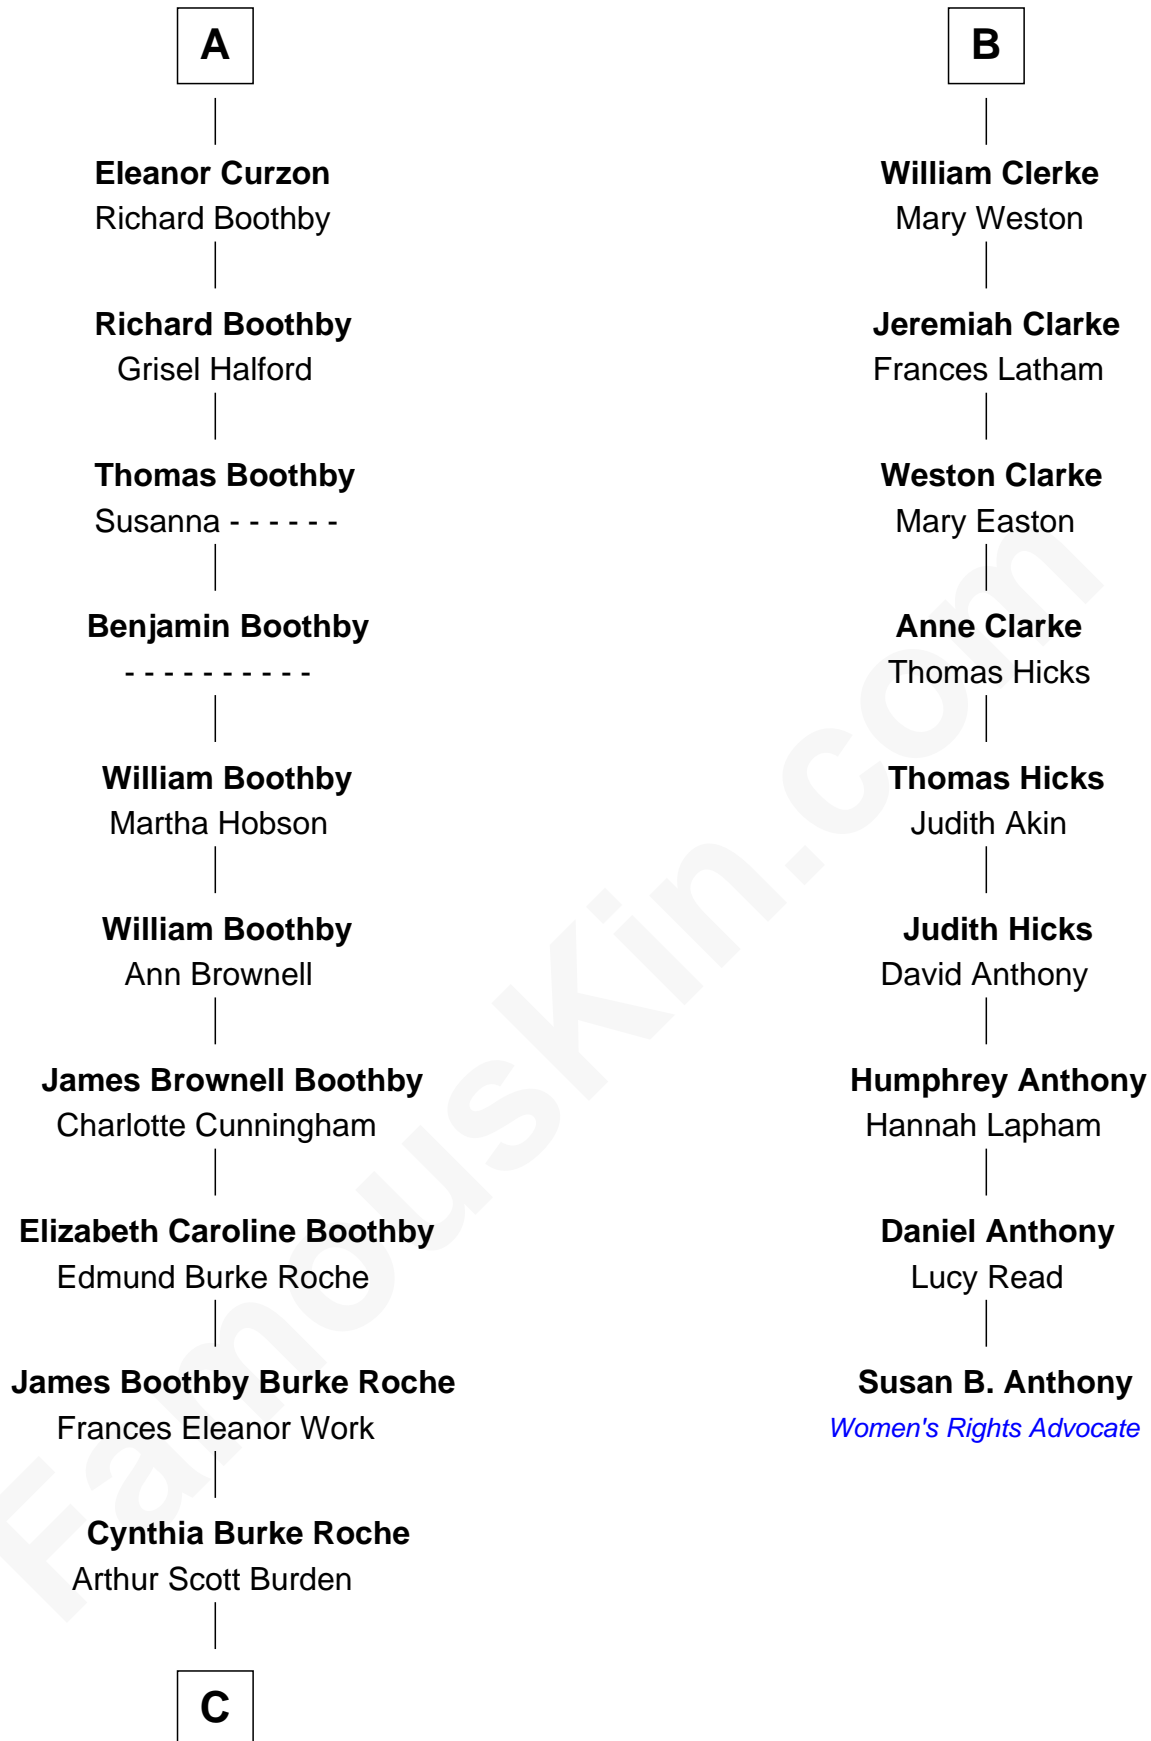 A
Eleanor Curzon
Richard Boothby
Richard Boothby
Grisel Halford
Thomas Boothby
Susanna - - - - - -
Benjamin Boothby
- - - - - - - - - -
William Boothby
Martha Hobson
William Boothby
Ann Brownell
James Brownell Boothby
Charlotte Cunningham
Elizabeth Caroline Boothby
Edmund Burke Roche
James Boothby Burke Roche
Frances Eleanor Work
Cynthia Burke Roche
Arthur Scott Burden
C
B
William Clerke
Mary Weston
Jeremiah Clarke
Frances Latham
Weston Clarke
Mary Easton
Anne Clarke
Thomas Hicks
Thomas Hicks
Judith Akin
Judith Hicks
David Anthony
Humphrey Anthony
Hannah Lapham
Daniel Anthony
Lucy Read
Susan B. Anthony
Women's Rights Advocate
FamousKin.com